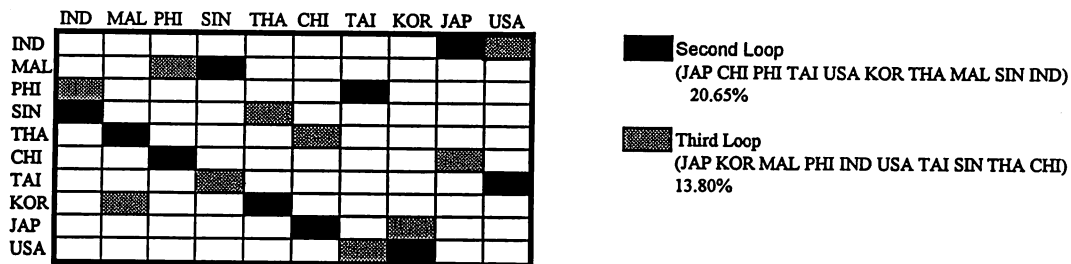 IND MAL PHI SIN THA CHI TAI KOR JAP USA
IND
MAL
PHI
SIN
THA
CHI
TAI
KOR
JAP
USA
Second Loop
(JAP CHI PHI TAI USA KOR THA MAL SIN IND)
20.65%
Third Loop
(JAP KOR MAL PHI IND USA TAI SIN THA CHI)
13.80%